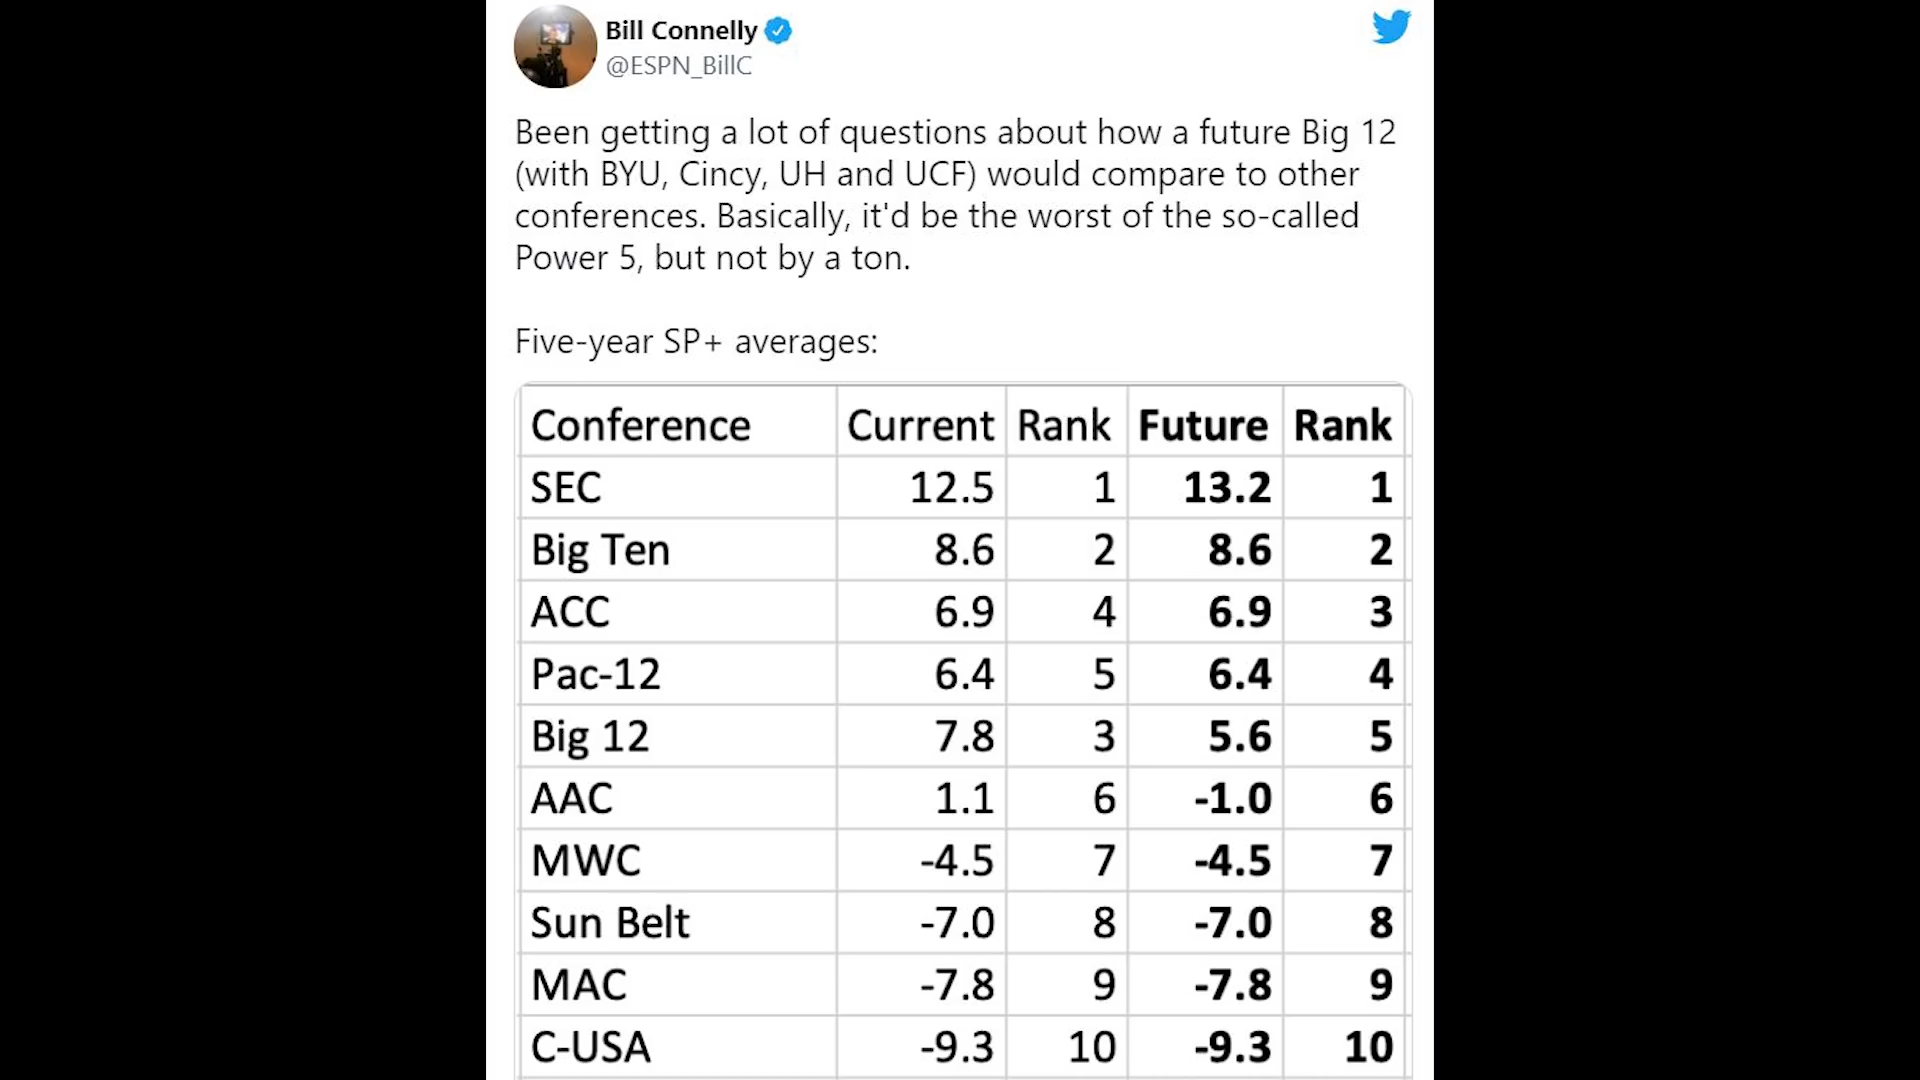 Bill Connelly
@ESPN_BillC
Been getting a lot of questions about how a future Big 12
(with BYU, Cincy, UH and UCF) would compare to other
conferences. Basically, it'd be the worst of the so-called
Power 5, but not by a ton.
Five-year SP+ averages:
Conference Current Rank Future Rank
SEC 12.5 1 13.2 1
Big Ten 8.6 2 8.6 2
ACC 6.9 4 6.9 3
Pac-12 6.4 5 6.4 4
Big 12 7.8 3 5.6 5
AAC 1.1 6 -1.0 6
MWC -4.5 7 -4.5 7
Sun Belt -7.0 8 -7.0 8
MAC -7.8 9 -7.8 9
C-USA -9.3 10 -9.3 10